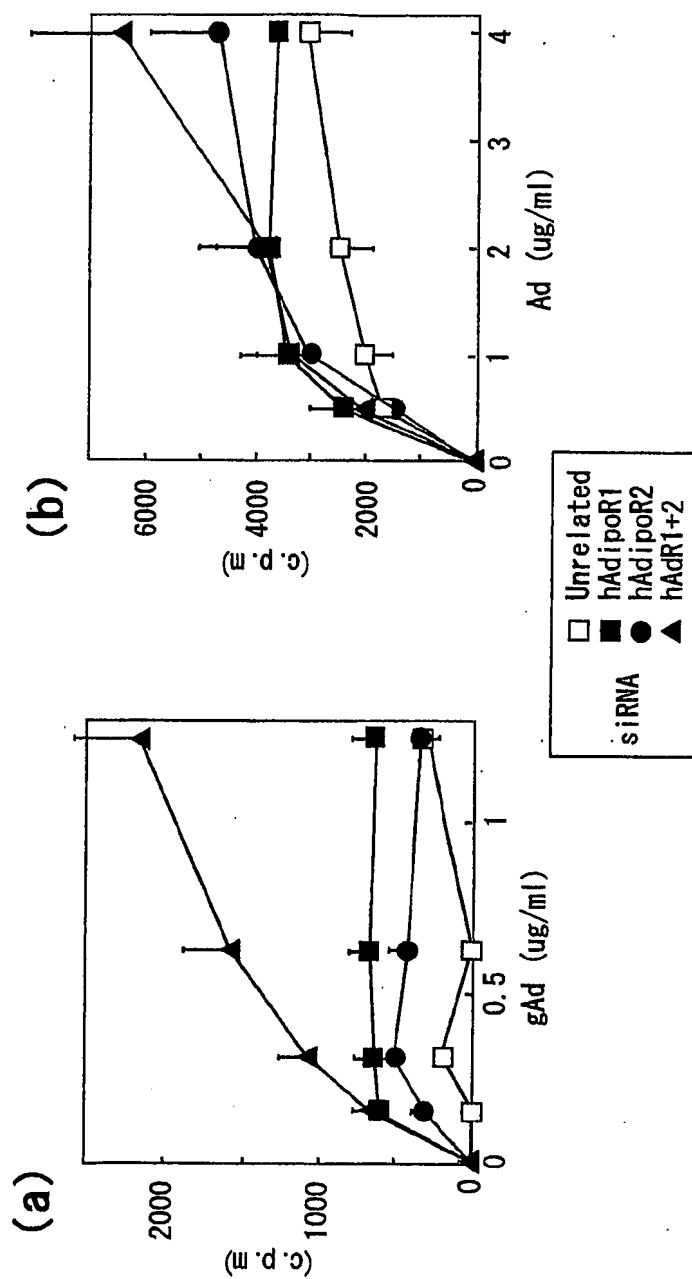 (a)
(c.p.m)
2000
1000
0
0
0.5
1
gAd (ug/ml)
(b)
(c.p.m)
6000
4000
2000
0
0
1
2
3
4
Ad (ug/ml)
siRNA
Unrelated
hAdipoR1
hAdipoR2
hAdR1+2